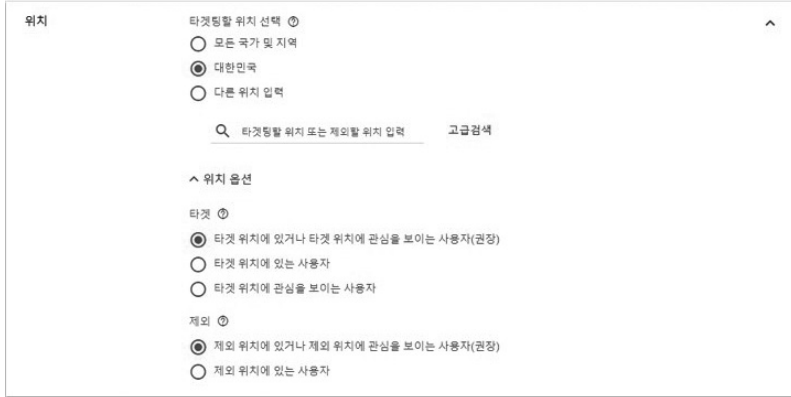 위치
타겟팅할 위치 선택
모든 국가 및 지역
대한민국
다른 위치 입력
타겟팅할 위치 또는 제외할 위치 입력 고급검색
위치 옵션
타겟
타겟 위치에 있거나 타겟 위치에 관심을 보이는 사용자(권장)
타겟 위치에 있는 사용자
타겟 위치에 관심을 보이는 사용자
제외
제외 위치에 있거나 제외 위치에 관심을 보이는 사용자(권장)
제외 위치에 있는 사용자